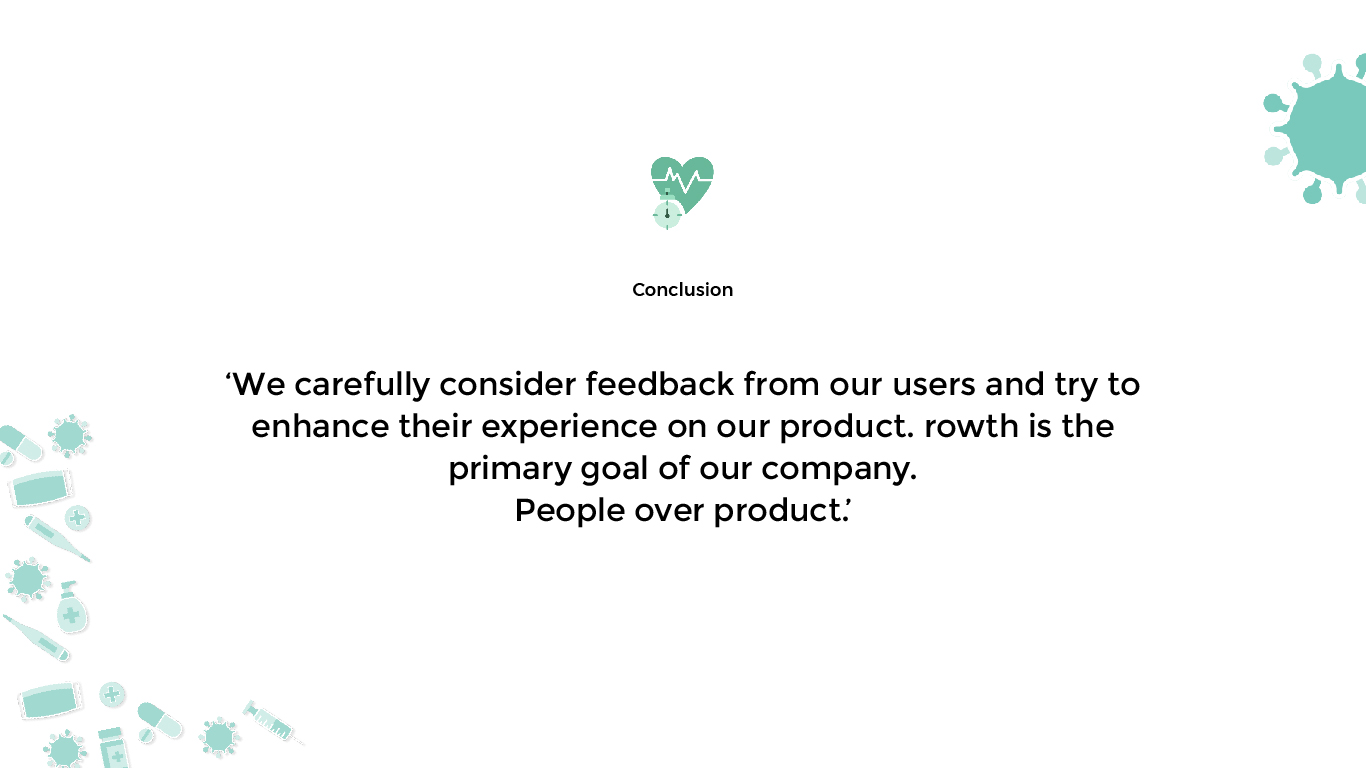 Conclusion
‘We carefully consider feedback from our users and try to
enhance their experience on our product. rowth is the
primary goal of our company.
People over product.’